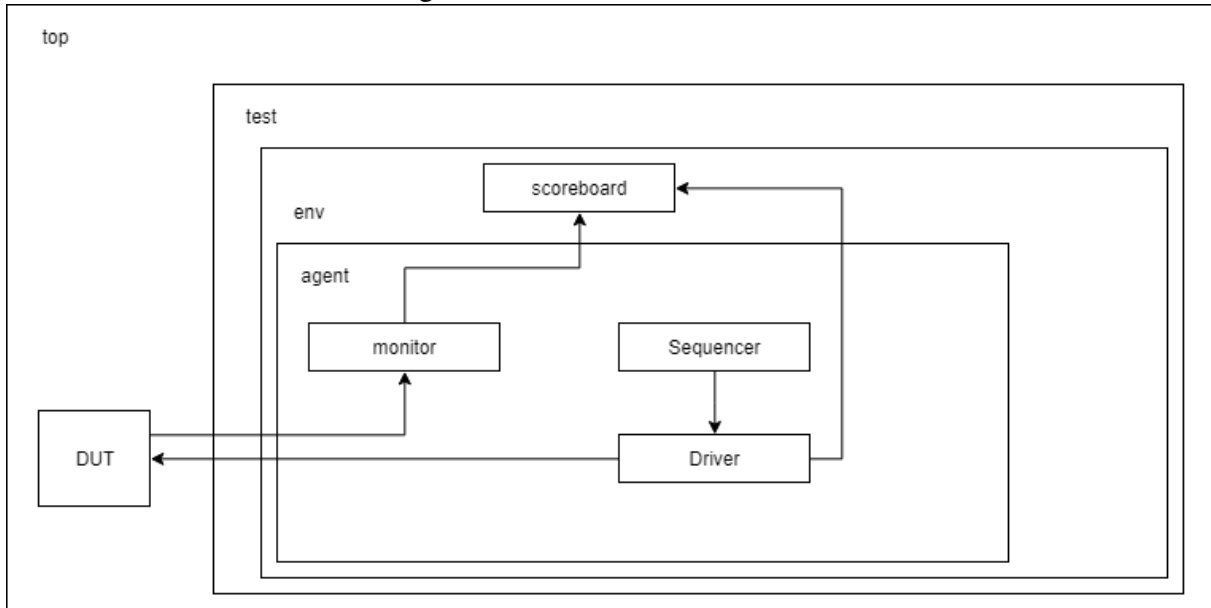 top
test
scoreboard
env
agent
monitor
Sequencer
DUT
Driver